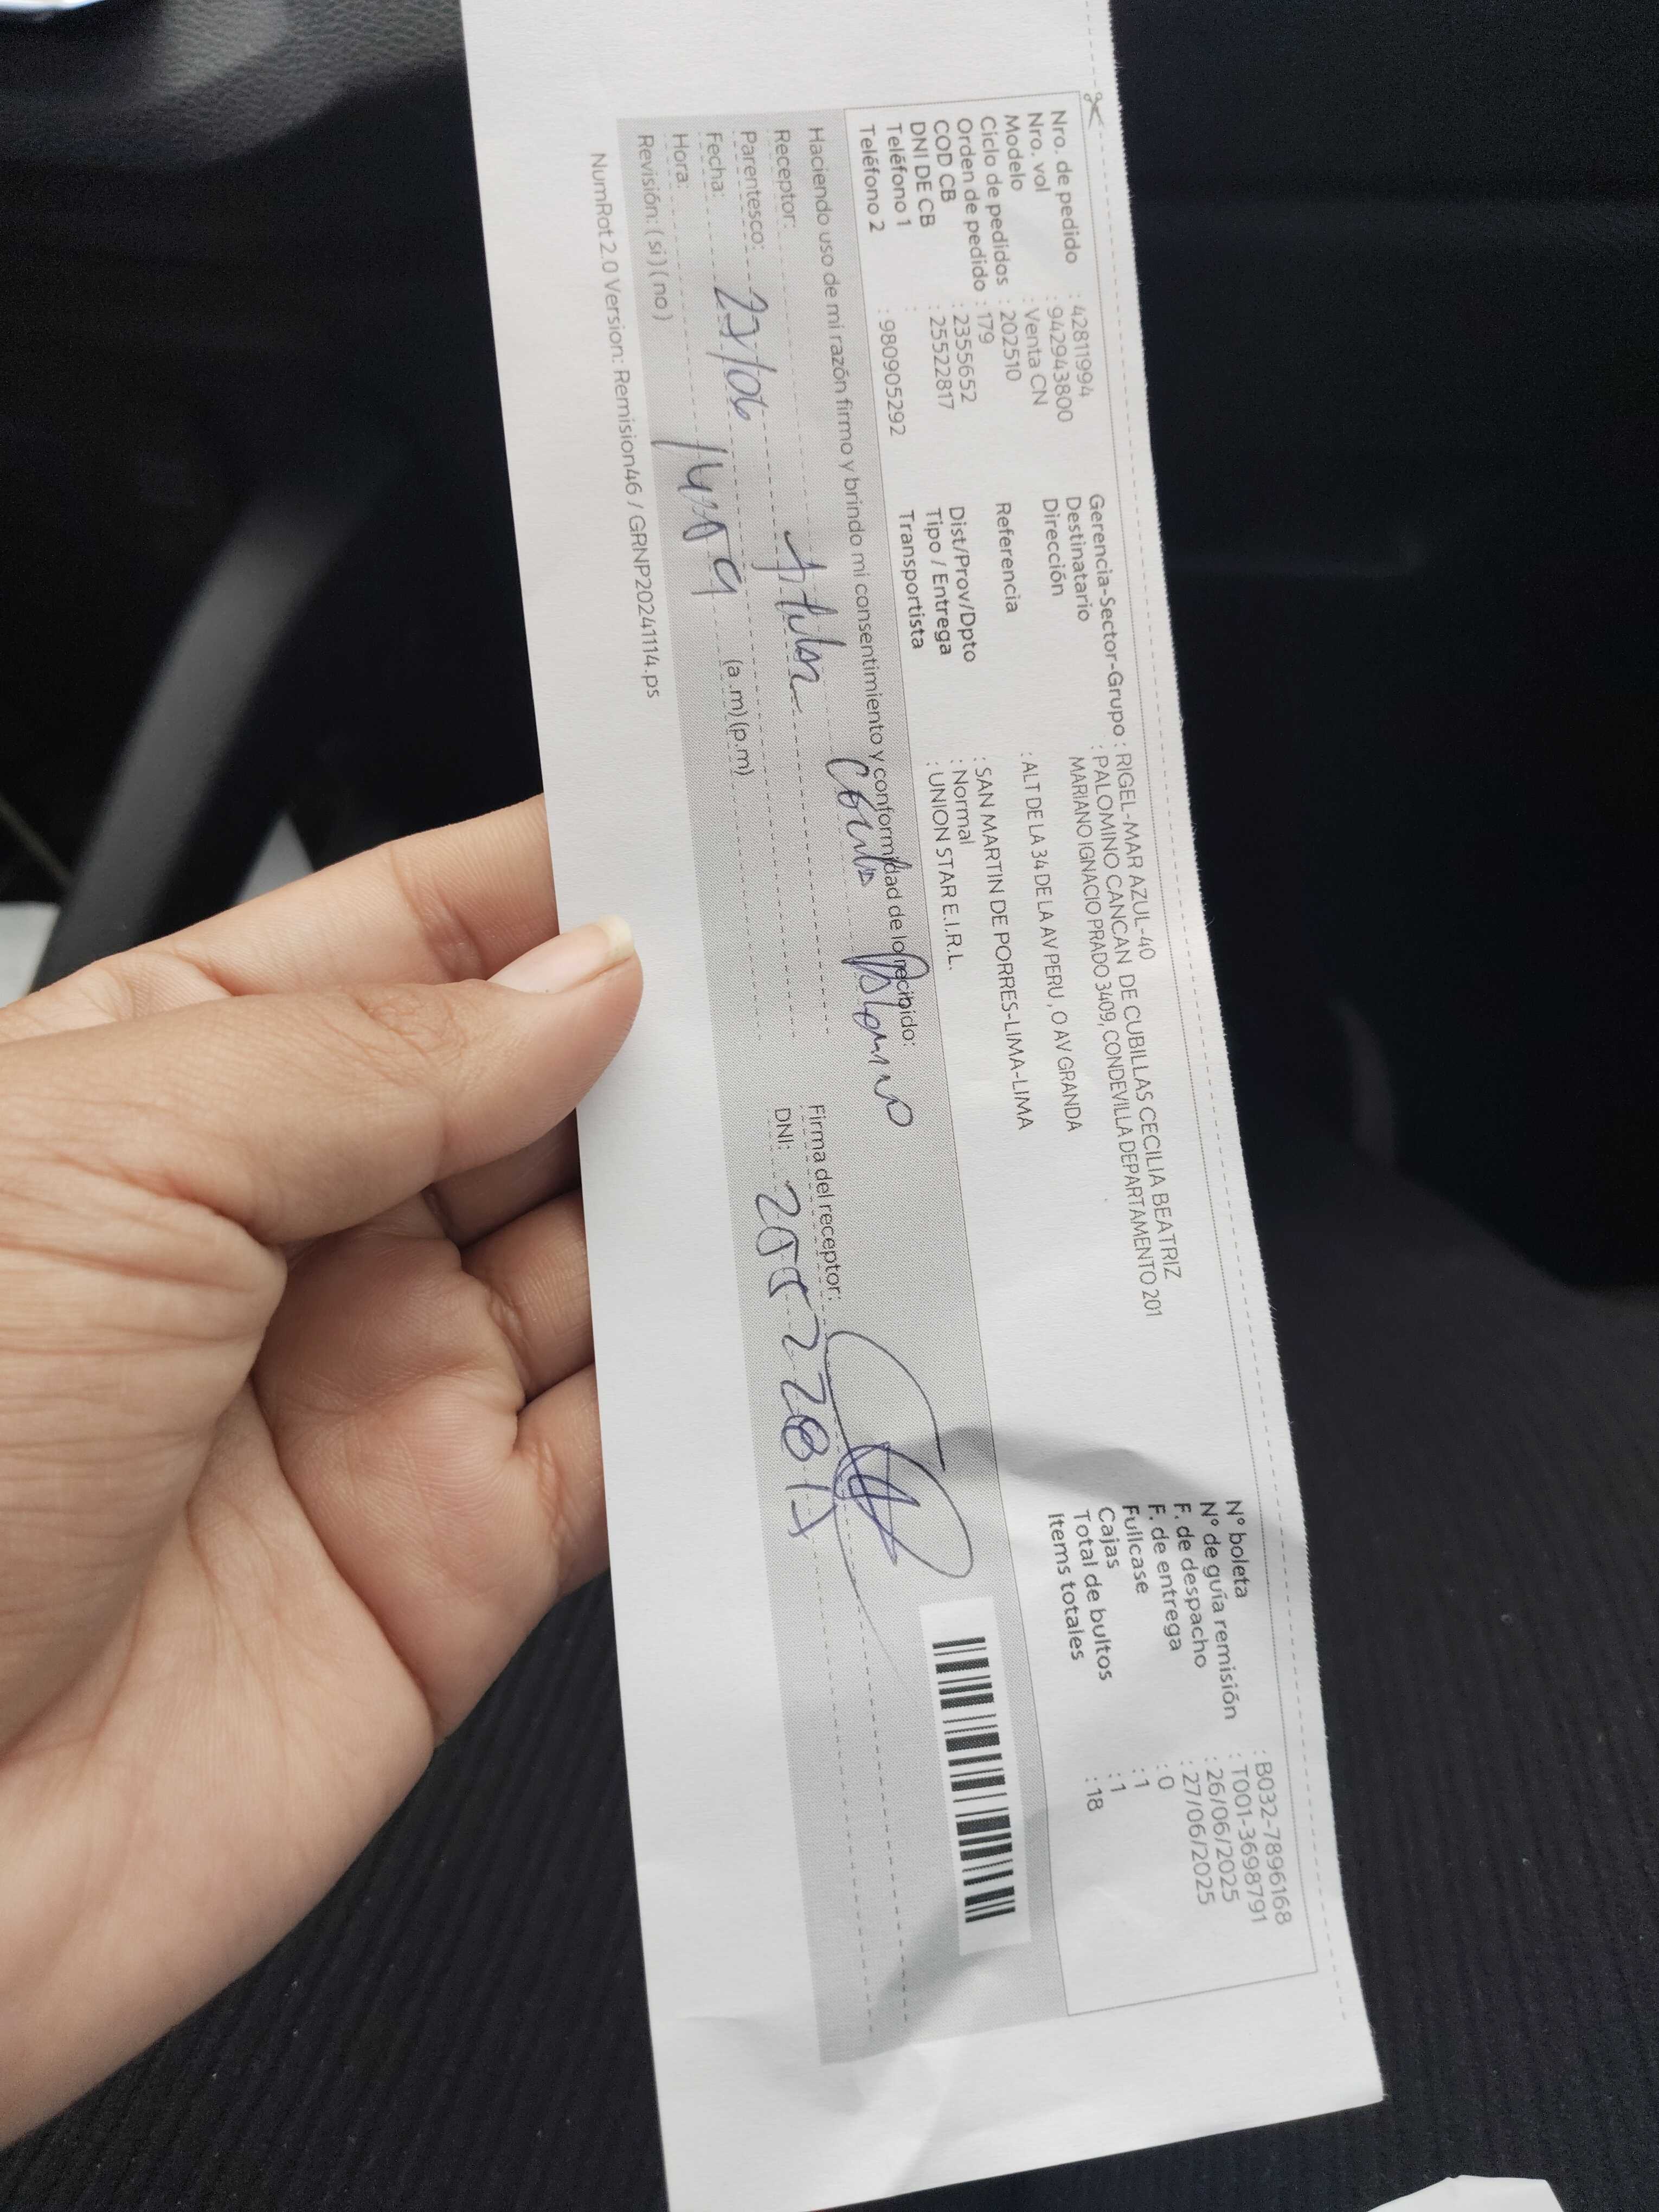 Nro. de pedido : 42811994
Nro. vol : 942943800
Modelo : Venta CN
Ciclo de pedidos : 202510
Orden de pedido : 179
COD CB : 2355652
DNI DE CB : 25522817
Teléfono 1 :
Teléfono 2 : 980905292
Gerencia-Sector-Grupo : RIGEL-MAR AZUL-40
Destinatario : PALOMINO CANCAN DE CUBILLAS CECILIA BEATRIZ
Dirección MARIANO IGNACIO PRADO 3409, CONDEVILLA DEPARTAMENTO 201
Referencia : ALT DE LA 34 DE LA AV PERU , O AV GRANDA
Dist/Prov/Dpto : SAN MARTIN DE PORRES-LIMA-LIMA
Tipo / Entrega : Normal
Transportista : UNION STAR E.I.R.L.
N° boleta : B032-7896168
N° de guía remisión : T001-3698791
F. de despacho : 26/06/2025
F. de entrega : 27/06/2025
Fullcase : 0
Cajas : 1
Total de bultos : 1
Items totales : 18
Haciendo uso de mi razón firmo y brindo mi consentimiento y conformidad de lo recibido:
Receptor: Palomino
Parentesco: titular
Fecha: 27/06
Hora: (a.m)(p.m)
Revisión: ( si ) ( no )
Firma del receptor:
DNI: 25522817
NumRot 2.0 Version: Remision46 / GRNP20241114.ps